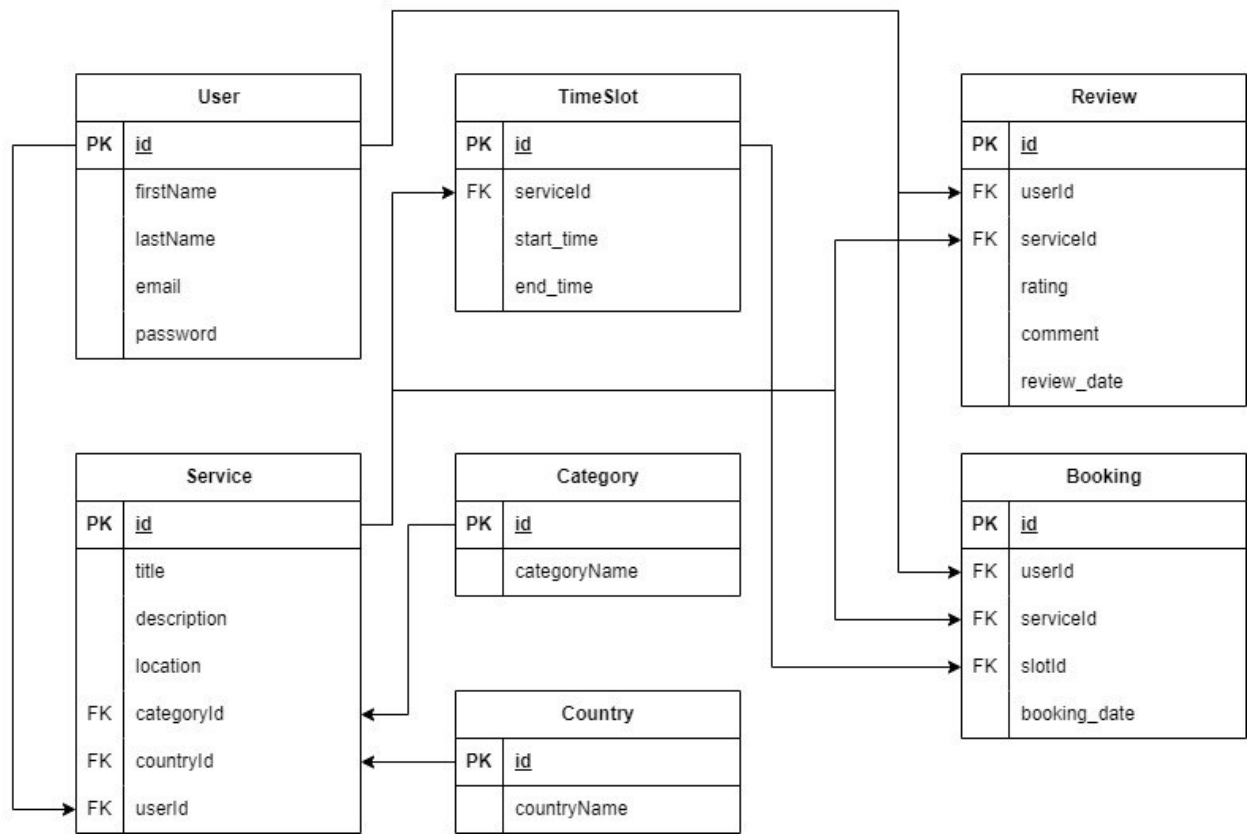 User
PK id
firstName
lastName
email
password
TimeSlot
PK id
FK serviceId
start_time
end_time
Review
PK id
FK userId
FK serviceId
rating
comment
review_date
Service
PK id
title
description
location
FK categoryId
FK countryId
FK userId
Category
PK id
categoryName
Country
PK id
countryName
Booking
PK id
FK userId
FK serviceId
FK slotId
booking_date